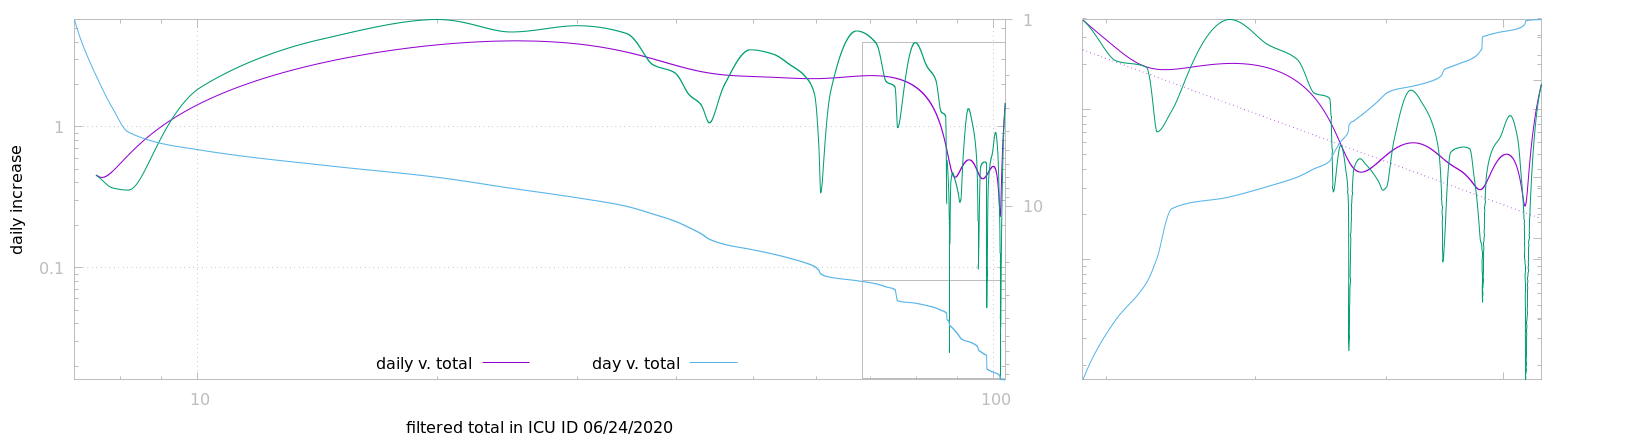 1
1
daily increase
10
0.1
daily v. total
day v. total
10
100
filtered total in ICU ID 06/24/2020